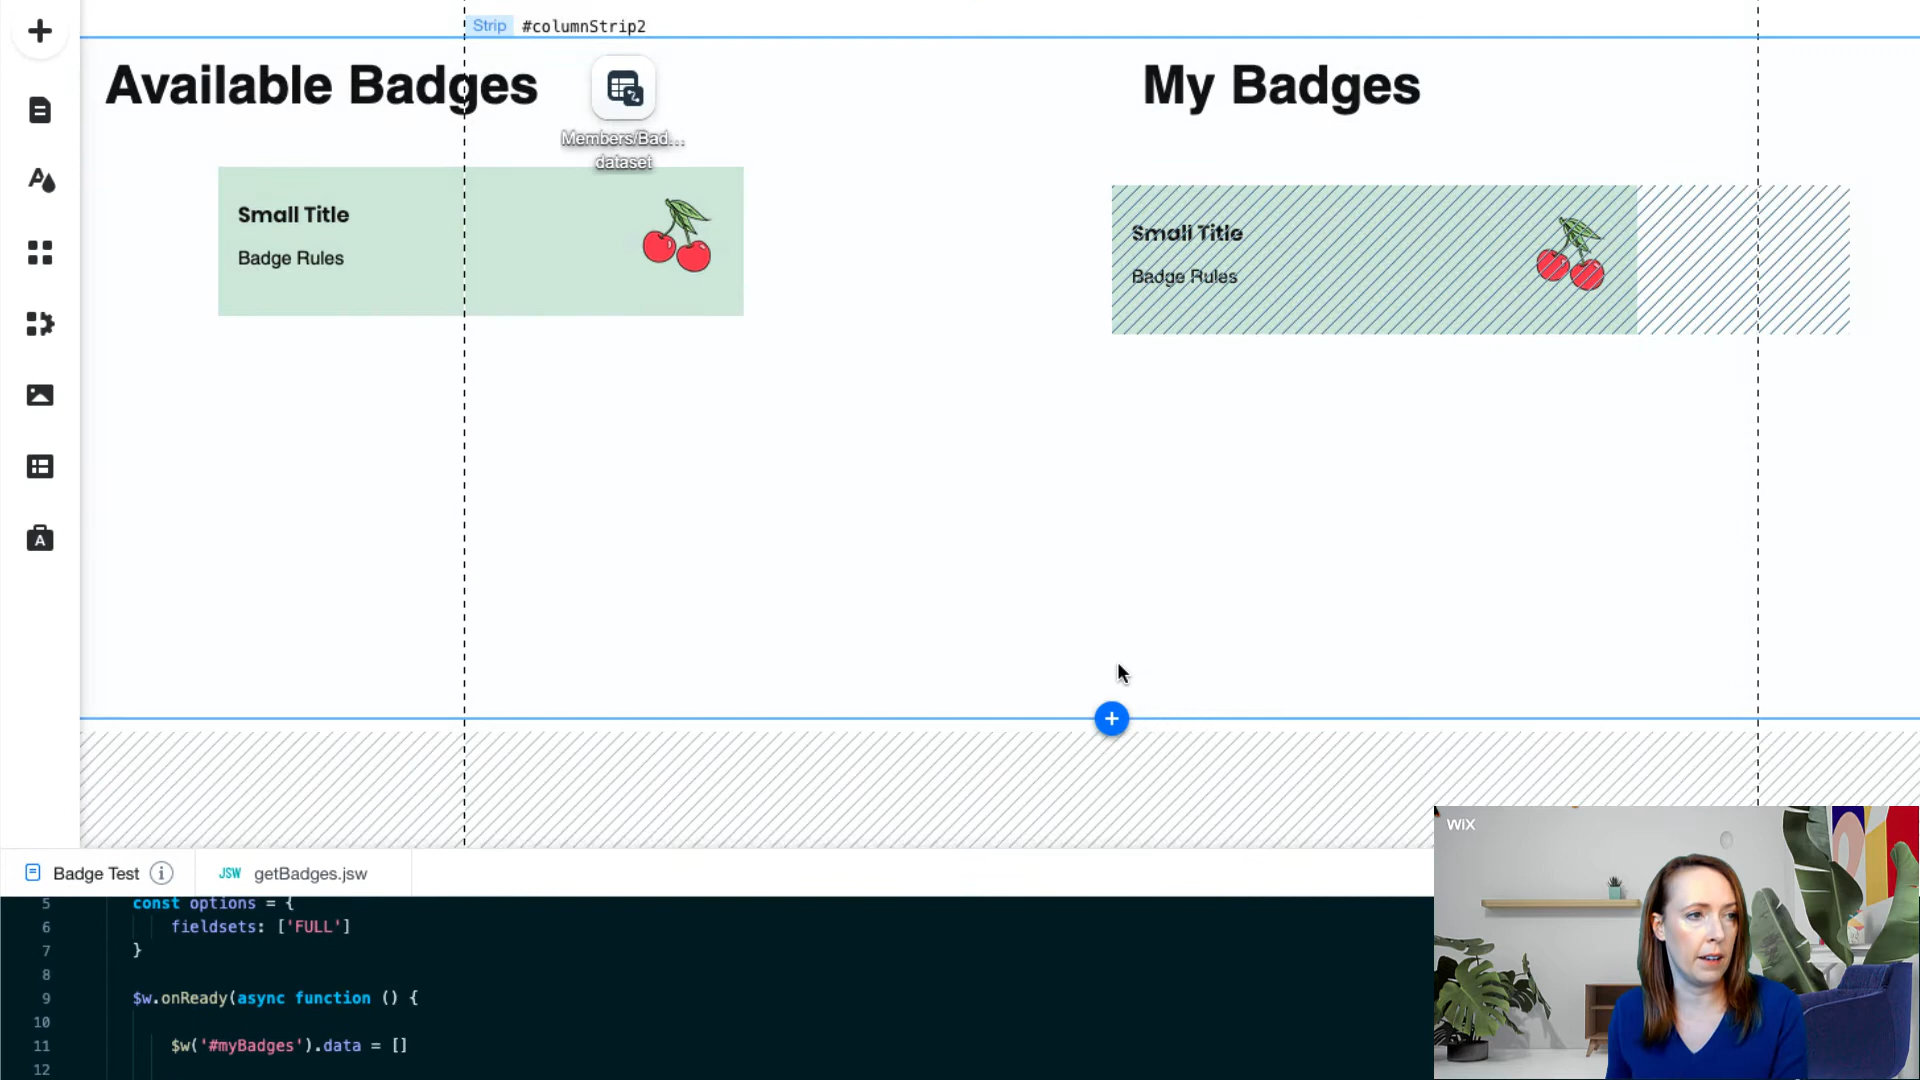 Strip #columnStrip2
Available Badges
My Badges
Members/Bad...
dataset
Small Title
Badge Rules
Small Title
Badge Rules
A
Badge Test
JSW getBadges.jsw
WiX
5 const options = {
6 fieldsets: ['FULL']
7 }
8
9 $w.onReady(async function () {
10
11 $w('#myBadges').data = []
12